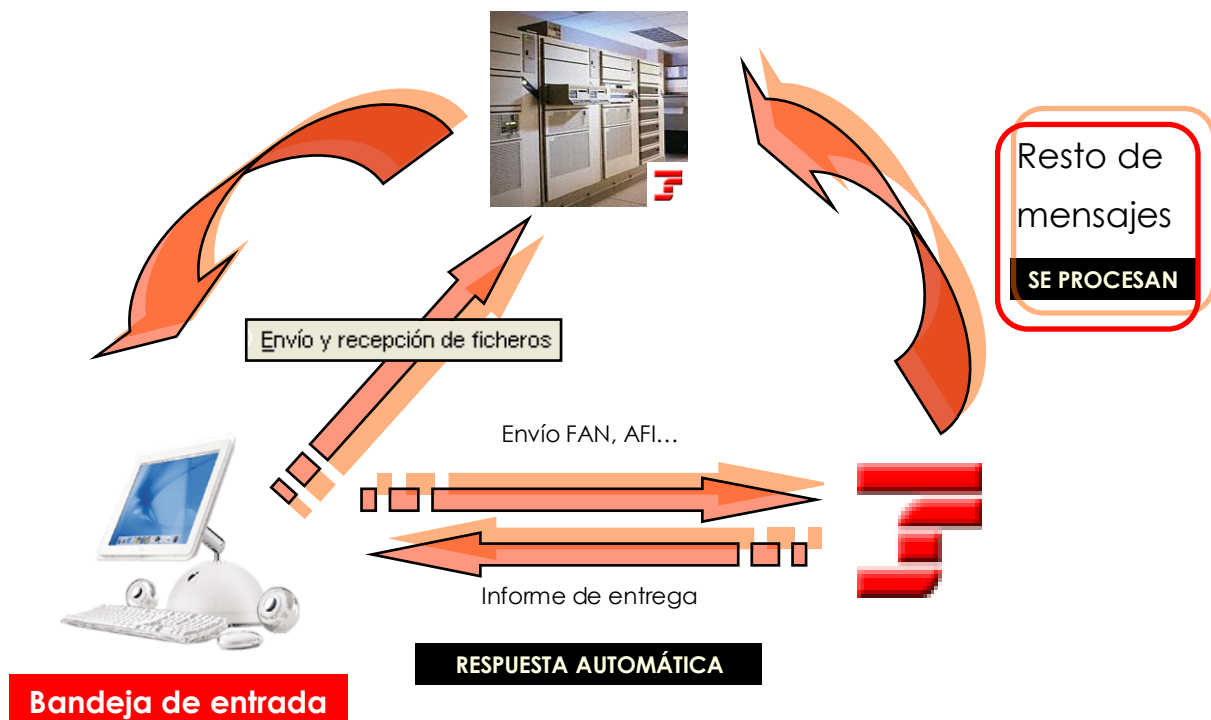 Resto de
mensajes
SE PROCESAN
Envío y recepción de ficheros
Envío FAN, AFI...
Informe de entrega
RESPUESTA AUTOMÁTICA
Bandeja de entrada